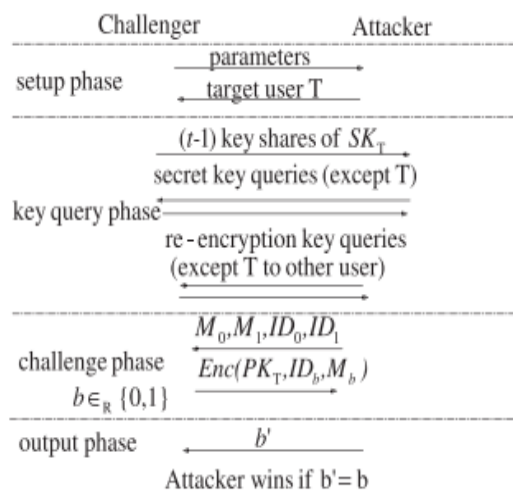 Challenger Attacker
parameters
setup phase
target user T
(t-1) key shares of SK_T
secret key queries (except T)
key query phase
re-encryption key queries
(except T to other user)
M_0, M_1, ID_0, ID_1
challenge phase
Enc(PK_T, ID_b, M_b)
b ∈_R {0,1}
output phase
b'
Attacker wins if b'= b